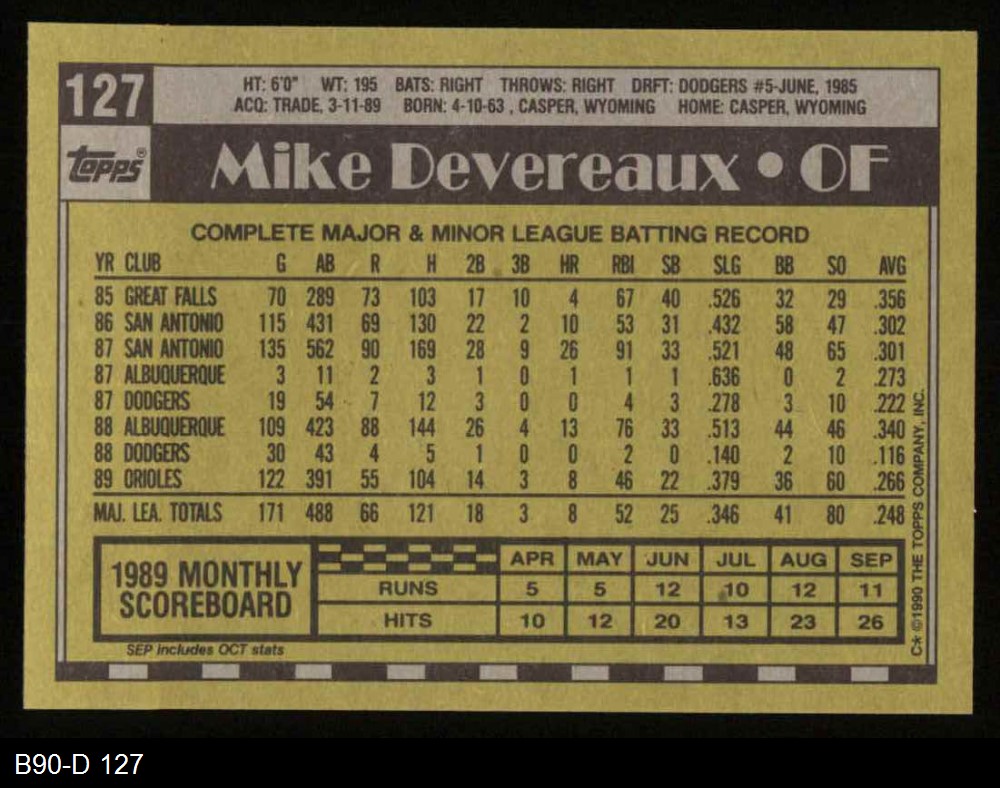 127
HT: 6'0" WT: 195 BATS: RIGHT THROWS: RIGHT DRFT: DODGERS #5-JUNE, 1985
ACQ: TRADE, 3-11-89 BORN: 4-10-63 , CASPER, WYOMING HOME: CASPER, WYOMING
topps®
Mike Devereaux • OF
COMPLETE MAJOR & MINOR LEAGUE BATTING RECORD
YR CLUB G AB R H 2B 3B HR RBI SB SLG BB SO AVG
85 GREAT FALLS 70 289 73 103 17 10 4 67 40 .526 32 29 .356
86 SAN ANTONIO 115 431 69 130 22 2 10 53 31 .432 58 47 .302
87 SAN ANTONIO 135 562 90 169 28 9 26 91 33 .521 48 65 .301
87 ALBUQUERQUE 3 11 2 3 1 0 1 1 1 .636 0 2 .273
87 DODGERS 19 54 7 12 3 0 0 4 3 .278 3 10 .222
88 ALBUQUERQUE 109 423 88 144 26 4 13 76 33 .513 44 46 .340
88 DODGERS 30 43 4 5 1 0 0 2 0 .140 2 10 .116
89 ORIOLES 122 391 55 104 14 3 8 46 22 .379 36 60 .266
MAJ. LEA. TOTALS 171 488 66 121 18 3 8 52 25 .346 41 80 .248
1989 MONTHLY
SCOREBOARD
APR MAY JUN JUL AUG SEP
RUNS 5 5 12 10 12 11
HITS 10 12 20 13 23 26
SEP includes OCT stats
C* ©1990 THE TOPPS COMPANY, INC.
B90-D 127